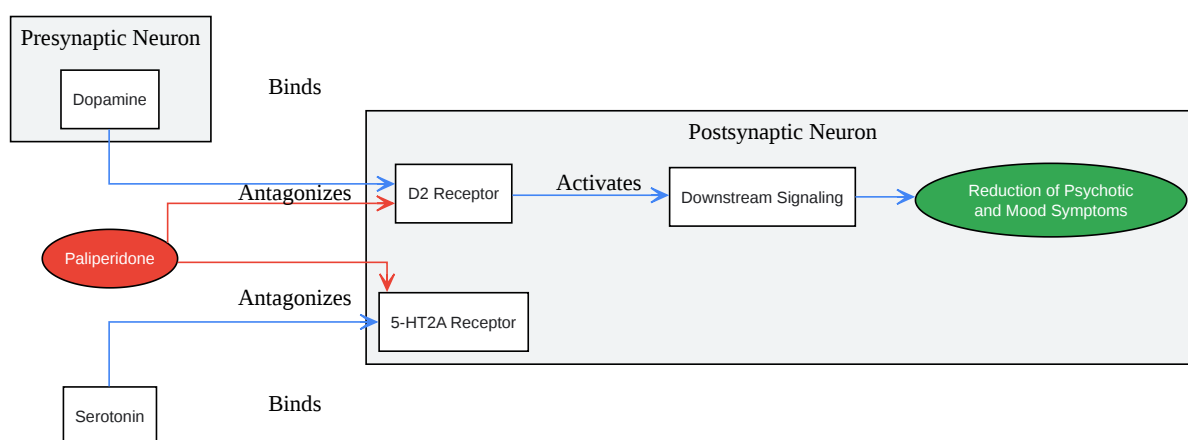 Presynaptic Neuron
Dopamine
Binds
Postsynaptic Neuron
Antagonizes
D2 Receptor
Activates
Downstream Signaling
Reduction of Psychotic
and Mood Symptoms
Paliperidone
Antagonizes
5-HT2A Receptor
Binds
Serotonin